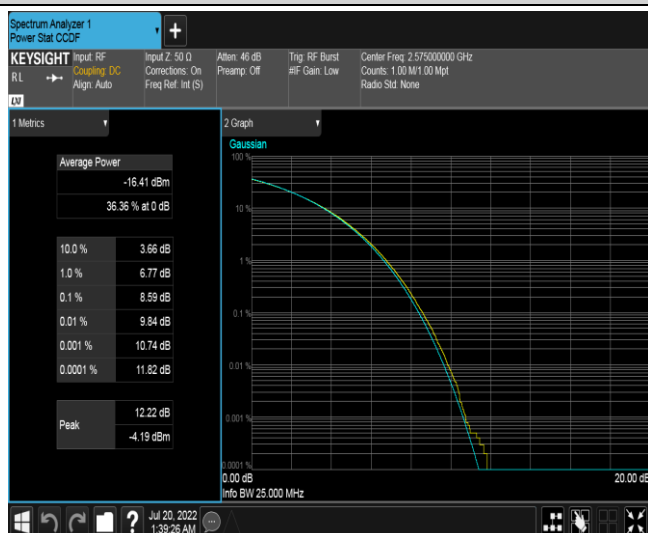 Spectrum Analyzer 1
Power Stat CCDF
+
KEYSIGHT
RL
LXI
Input: RF
Coupling: DC
Align: Auto
Input Z: 50 Ω
Corrections: On
Freq Ref: Int (S)
Atten: 46 dB
Preamp: Off
Trig: RF Burst
#IF Gain: Low
Center Freq: 2.575000000 GHz
Counts: 1.00 M/1.00 Mpt
Radio Std: None
1 Metrics
Average Power
-16.41 dBm
36.36 % at 0 dB
10.0 % 3.66 dB
1.0 % 6.77 dB
0.1 % 8.59 dB
0.01 % 9.84 dB
0.001 % 10.74 dB
0.0001 % 11.82 dB
Peak 12.22 dB
-4.19 dBm
2 Graph
Gaussian
100 %
10 %
1 %
0.1 %
0.01 %
0.001 %
0.0001 %
0.00 dB 20.00 dB
Info BW 25.000 MHz
?
Jul 20, 2022
1:39:26 AM